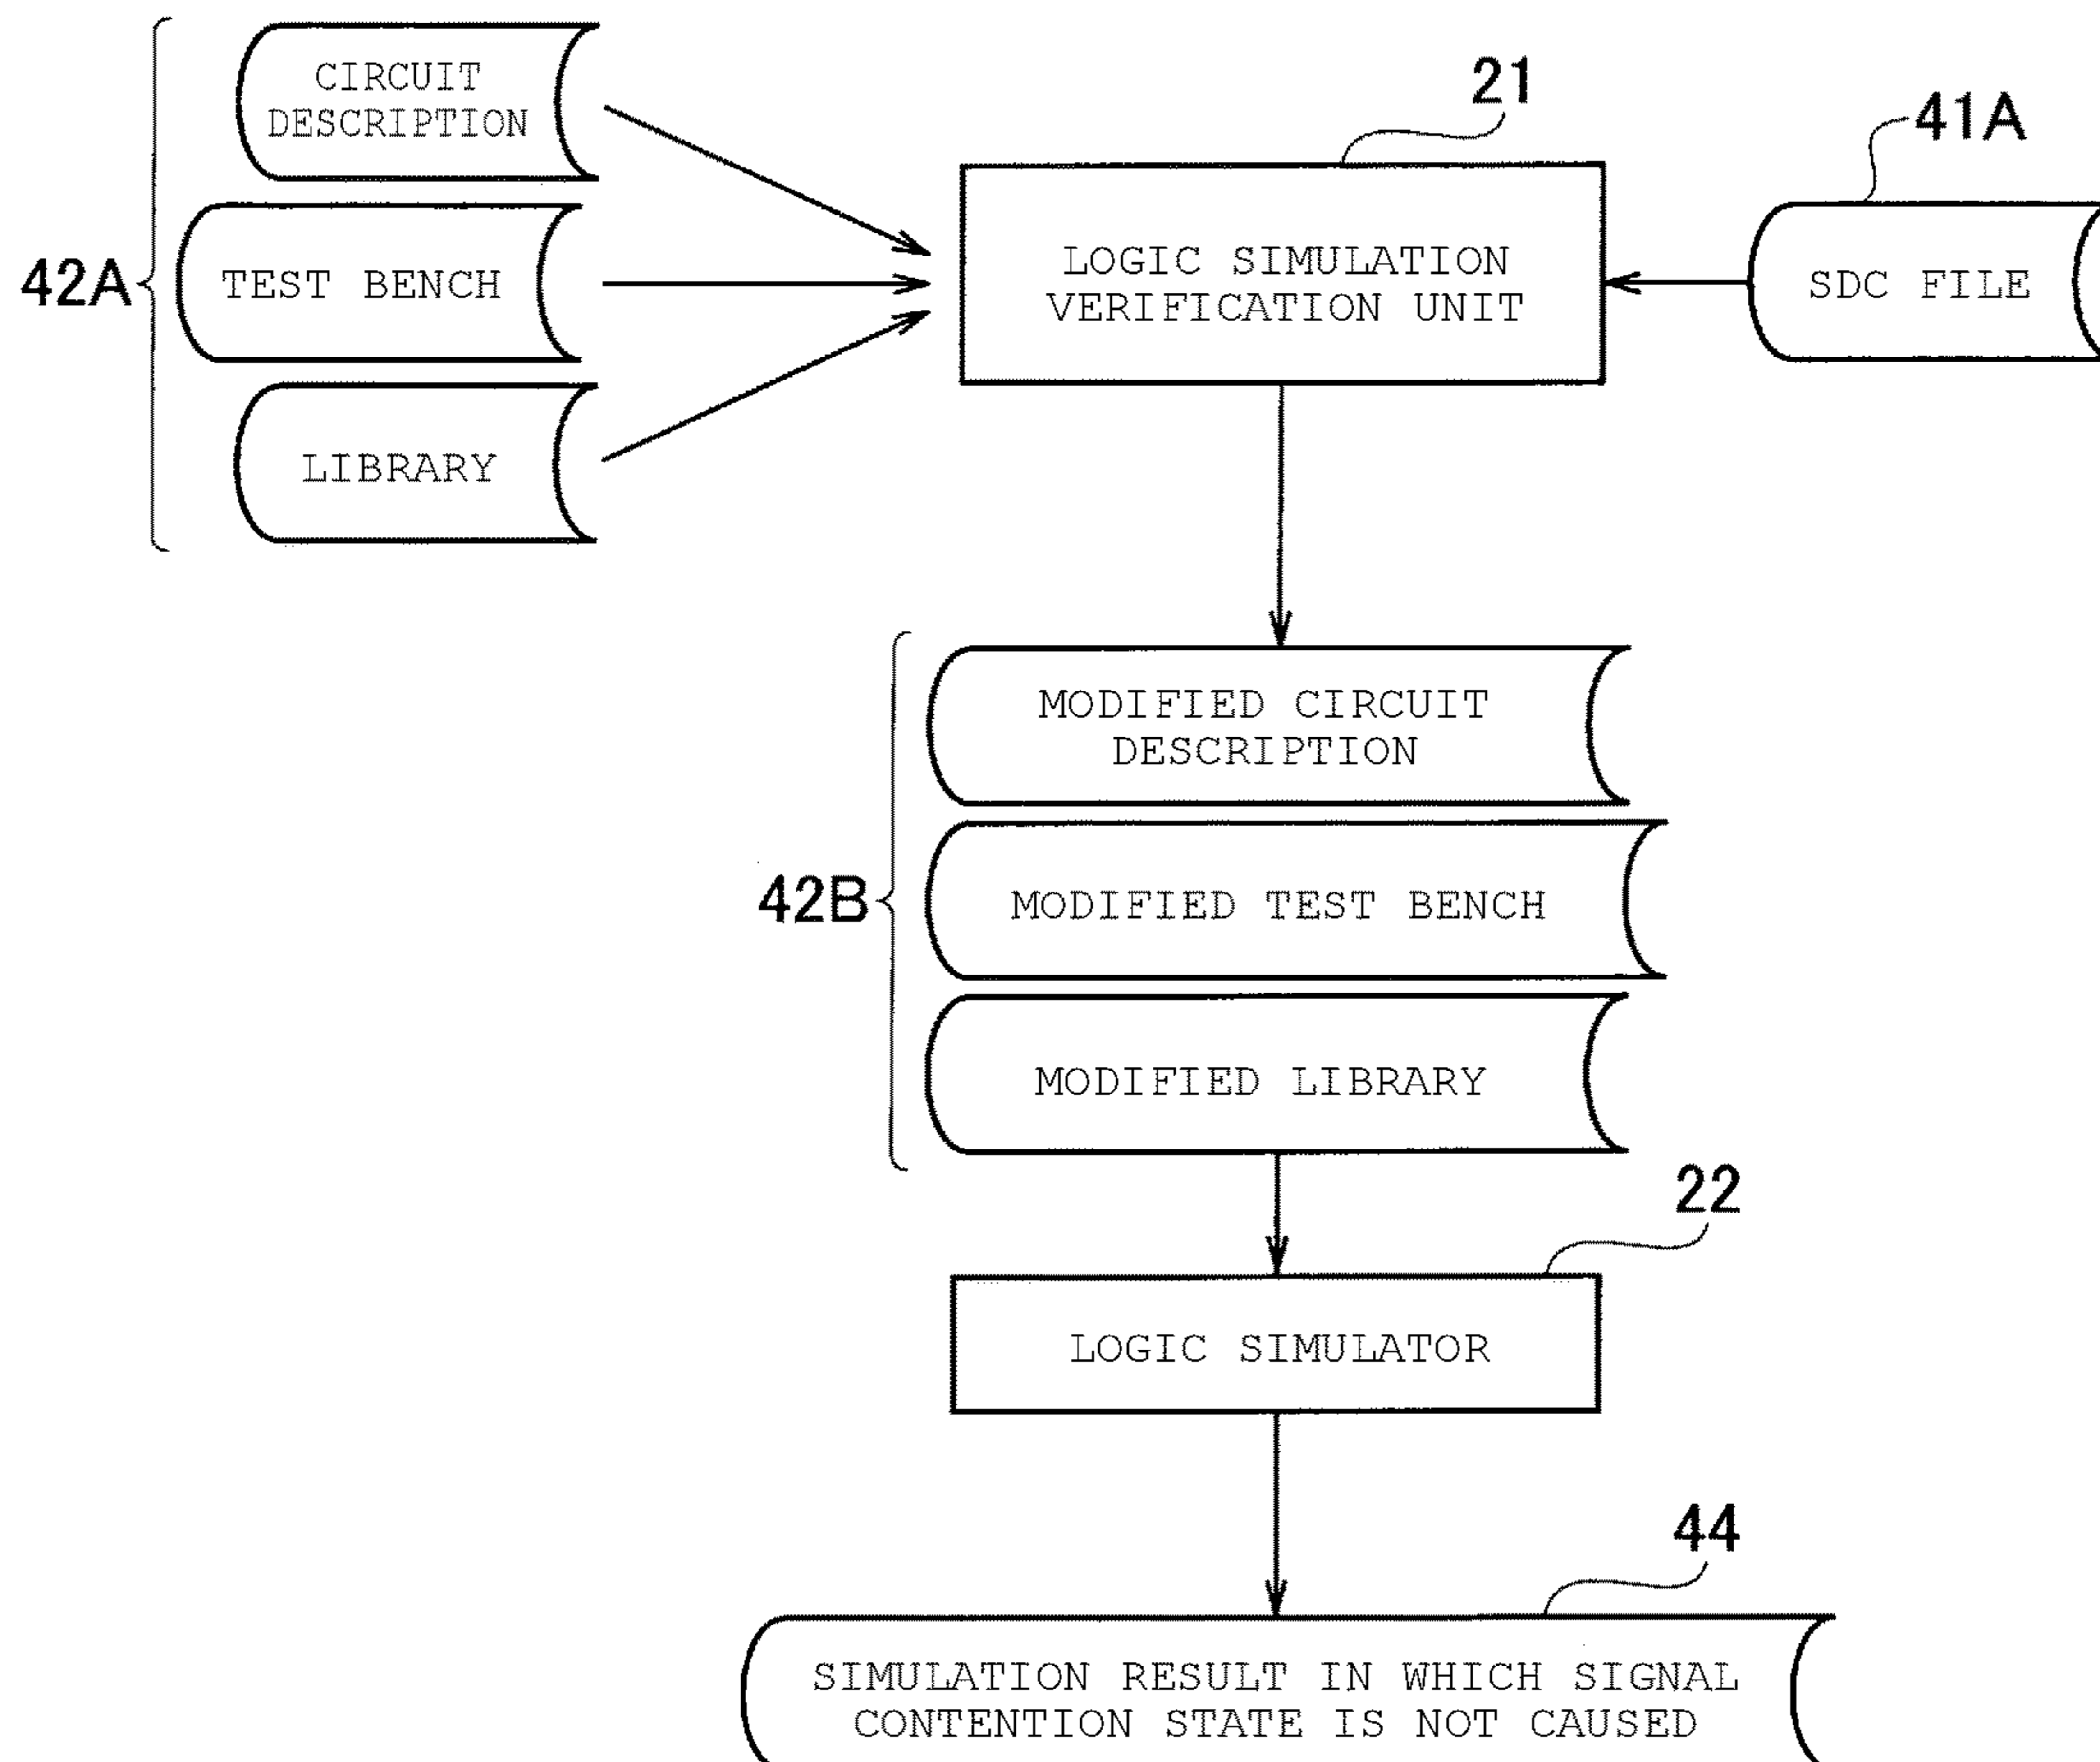 CIRCUIT
DESCRIPTION
21
41A
42A
TEST BENCH
LOGIC SIMULATION
VERIFICATION UNIT
SDC FILE
LIBRARY
MODIFIED CIRCUIT
DESCRIPTION
42B
MODIFIED TEST BENCH
MODIFIED LIBRARY
22
LOGIC SIMULATOR
44
SIMULATION RESULT IN WHICH SIGNAL
CONTENTION STATE IS NOT CAUSED